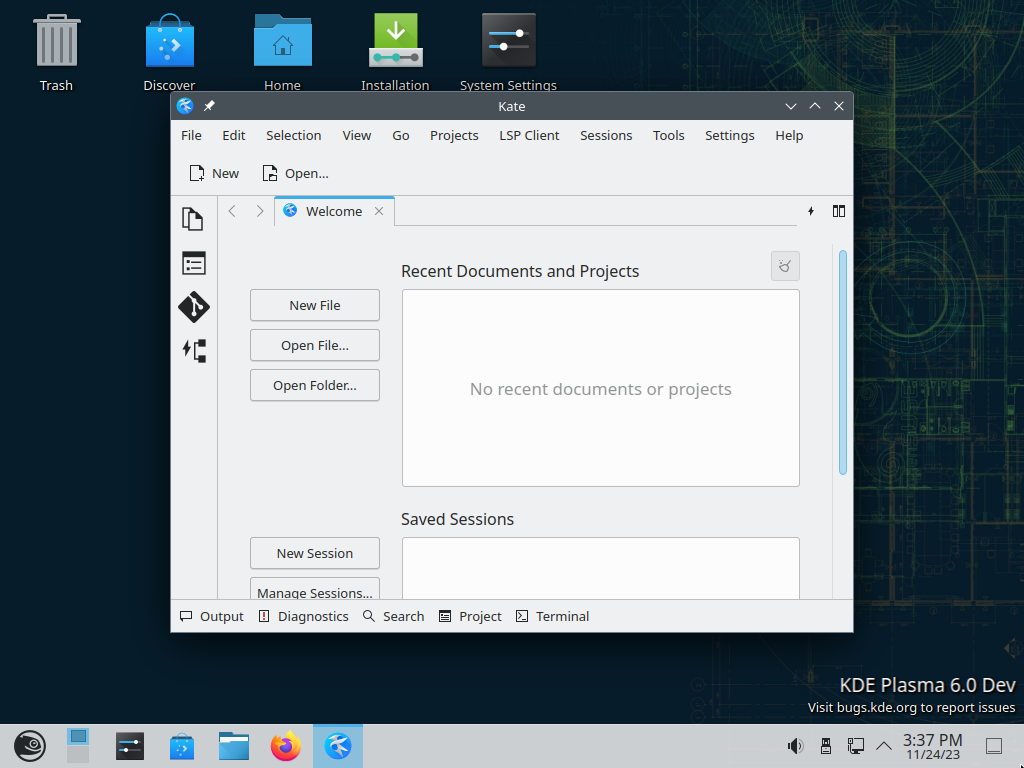 Trash
Discover
Home
Installation
System Settings
Kate
File Edit Selection View Go Projects LSP Client Sessions Tools Settings Help
New Open...
Welcome
Recent Documents and Projects
New File
Open File...
Open Folder...
No recent documents or projects
Saved Sessions
New Session
Manage Sessions...
Output Diagnostics Search Project Terminal
KDE Plasma 6.0 Dev
Visit bugs.kde.org to report issues
3:37 PM
11/24/23